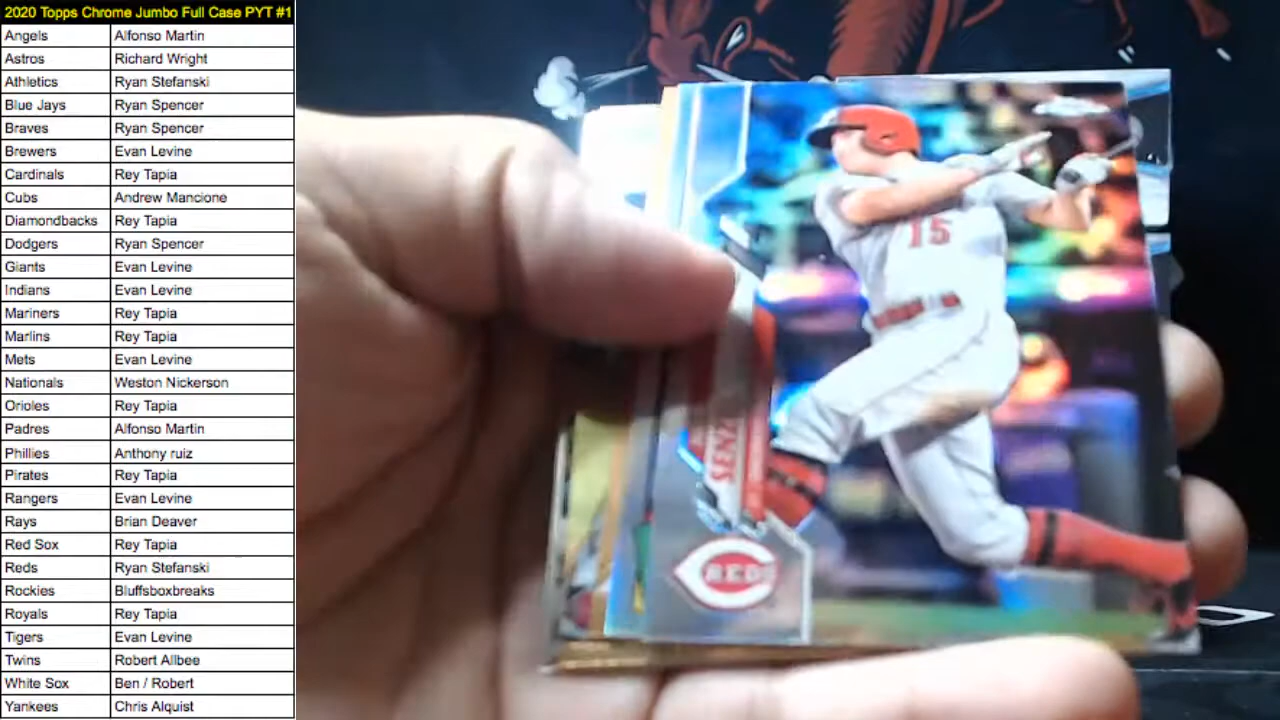 2020 Topps Chrome Jumbo Full Case PYT #1
Angels Alfonso Martin
Astros Richard Wright
Athletics Ryan Stefanski
Blue Jays Ryan Spencer
Braves Ryan Spencer
Brewers Evan Levine
Cardinals Rey Tapia
Cubs Andrew Mancione
Diamondbacks Rey Tapia
Dodgers Ryan Spencer
Giants Evan Levine
Indians Evan Levine
Mariners Rey Tapia
Marlins Rey Tapia
Mets Evan Levine
Nationals Weston Nickerson
Orioles Rey Tapia
Padres Alfonso Martin
Phillies Anthony ruiz
Pirates Rey Tapia
Rangers Evan Levine
Rays Brian Deaver
Red Sox Rey Tapia
Reds Ryan Stefanski
Rockies Bluffsboxbreaks
Royals Rey Tapia
Tigers Evan Levine
Twins Robert Allbee
White Sox Ben / Robert
Yankees Chris Alquist
15
REDS